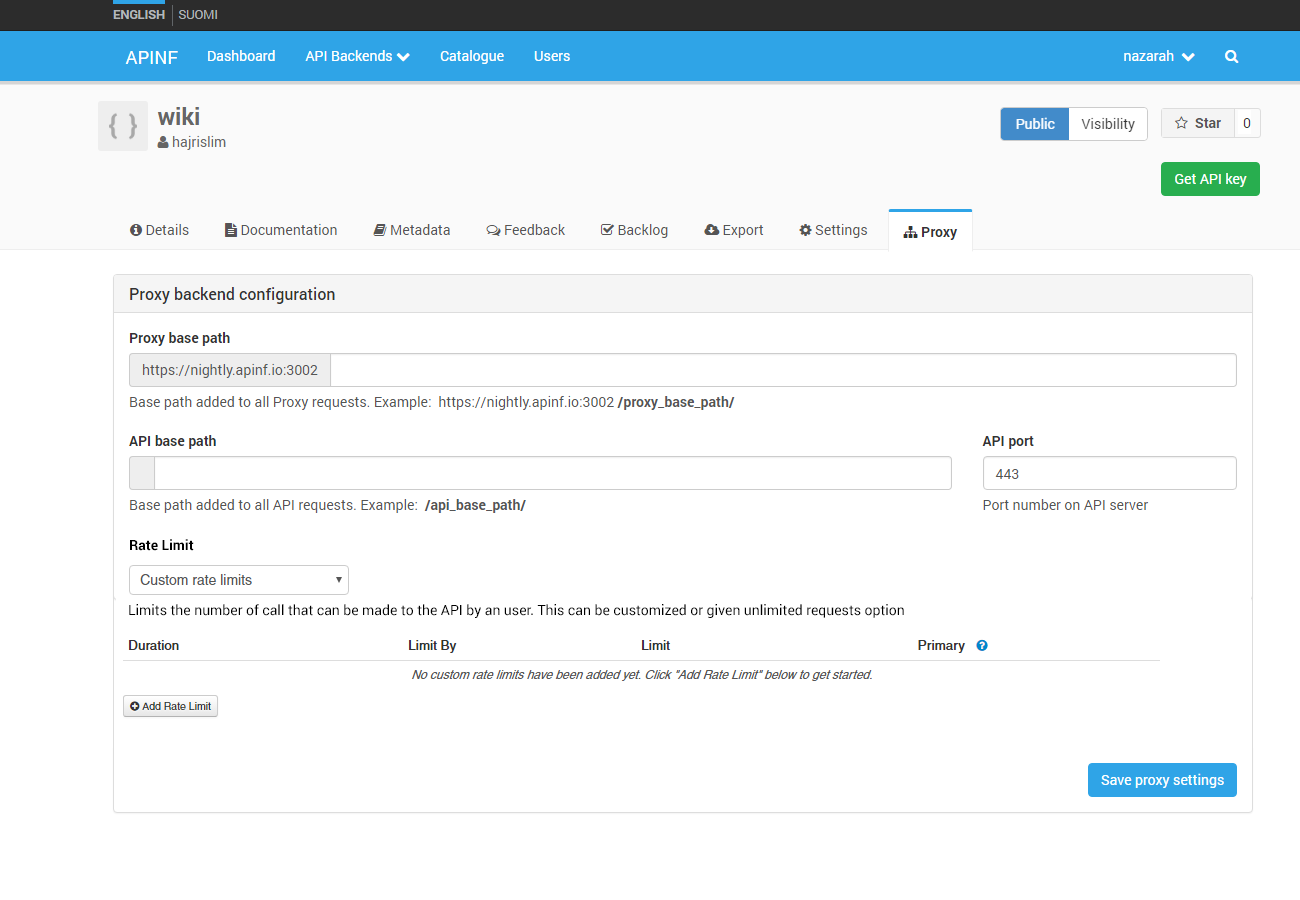 ENGLISH SUOMI
APINF Dashboard API Backends Catalogue Users nazarah
{ } wiki
hajrislim
Public Visibility Star 0
Get API key
Details Documentation Metadata Feedback Backlog Export Settings Proxy
Proxy backend configuration
Proxy base path
https://nightly.apinf.io:3002
Base path added to all Proxy requests. Example: https://nightly.apinf.io:3002 /proxy_base_path/
API base path API port
443
Base path added to all API requests. Example: /api_base_path/ Port number on API server
Rate Limit
Custom rate limits
Limits the number of call that can be made to the API by an user. This can be customized or given unlimited requests option
Duration Limit By Limit Primary ?
No custom rate limits have been added yet. Click "Add Rate Limit" below to get started.
Add Rate Limit
Save proxy settings